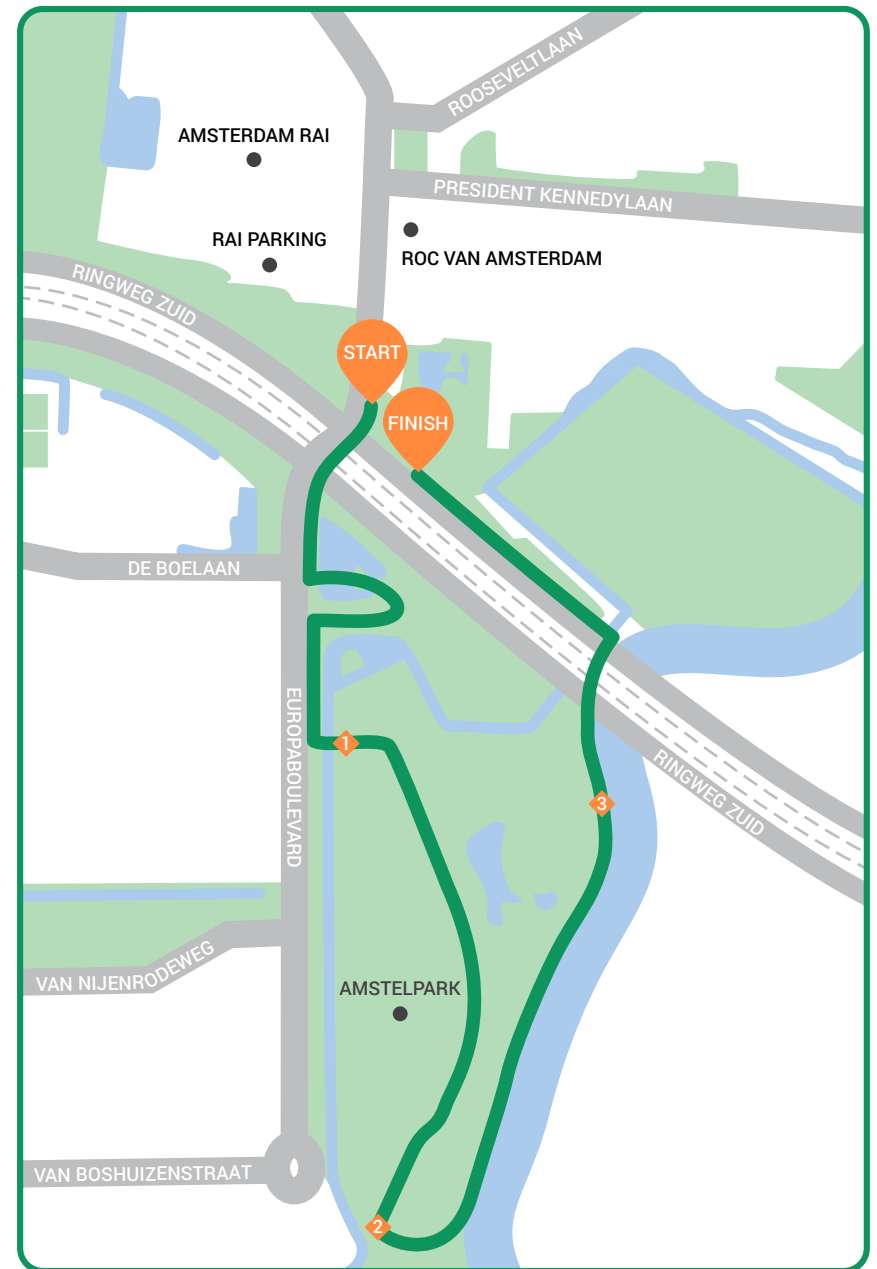 ROOSEVELTLAAN
AMSTERDAM RAI
PRESIDENT KENNEDYLAAN
RAI PARKING
ROC VAN AMSTERDAM
RINGWEG ZUID
START
FINISH
DE BOELAAN
EUROPABOULEVARD
1
RINGWEG ZUID
3
VAN NIJENRODEWEG
AMSTELPARK
VAN BOSHUIZENSTRAAT
2